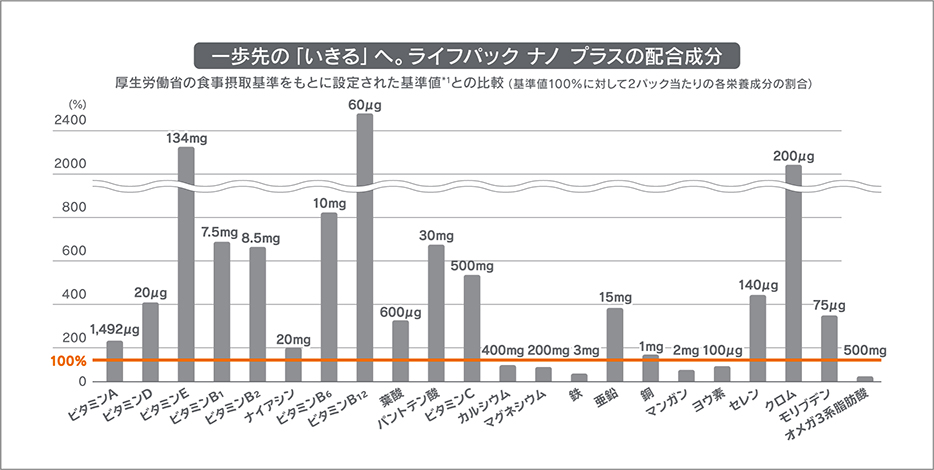 一歩先の「いきる」へ。ライフパック ナノ プラスの配合成分
厚生労働省の食事摂取基準をもとに設定された基準値*1との比較（基準値100％に対して2パック当たりの各栄養成分の割合）
(%)
2400
2000
800
600
400
200
100%
0
1,492μg
20μg
134mg
7.5mg
8.5mg
20mg
10mg
60μg
600μg
30mg
500mg
400mg
200mg
3mg
15mg
1mg
2mg
100μg
140μg
200μg
75μg
500mg
ビタミンA
ビタミンD
ビタミンE
ビタミンB1
ビタミンB2
ナイアシン
ビタミンB6
ビタミンB12
葉酸
パントテン酸
ビタミンC
カルシウム
マグネシウム
鉄
亜鉛
銅
マンガン
ヨウ素
セレン
クロム
モリブデン
オメガ3系脂肪酸